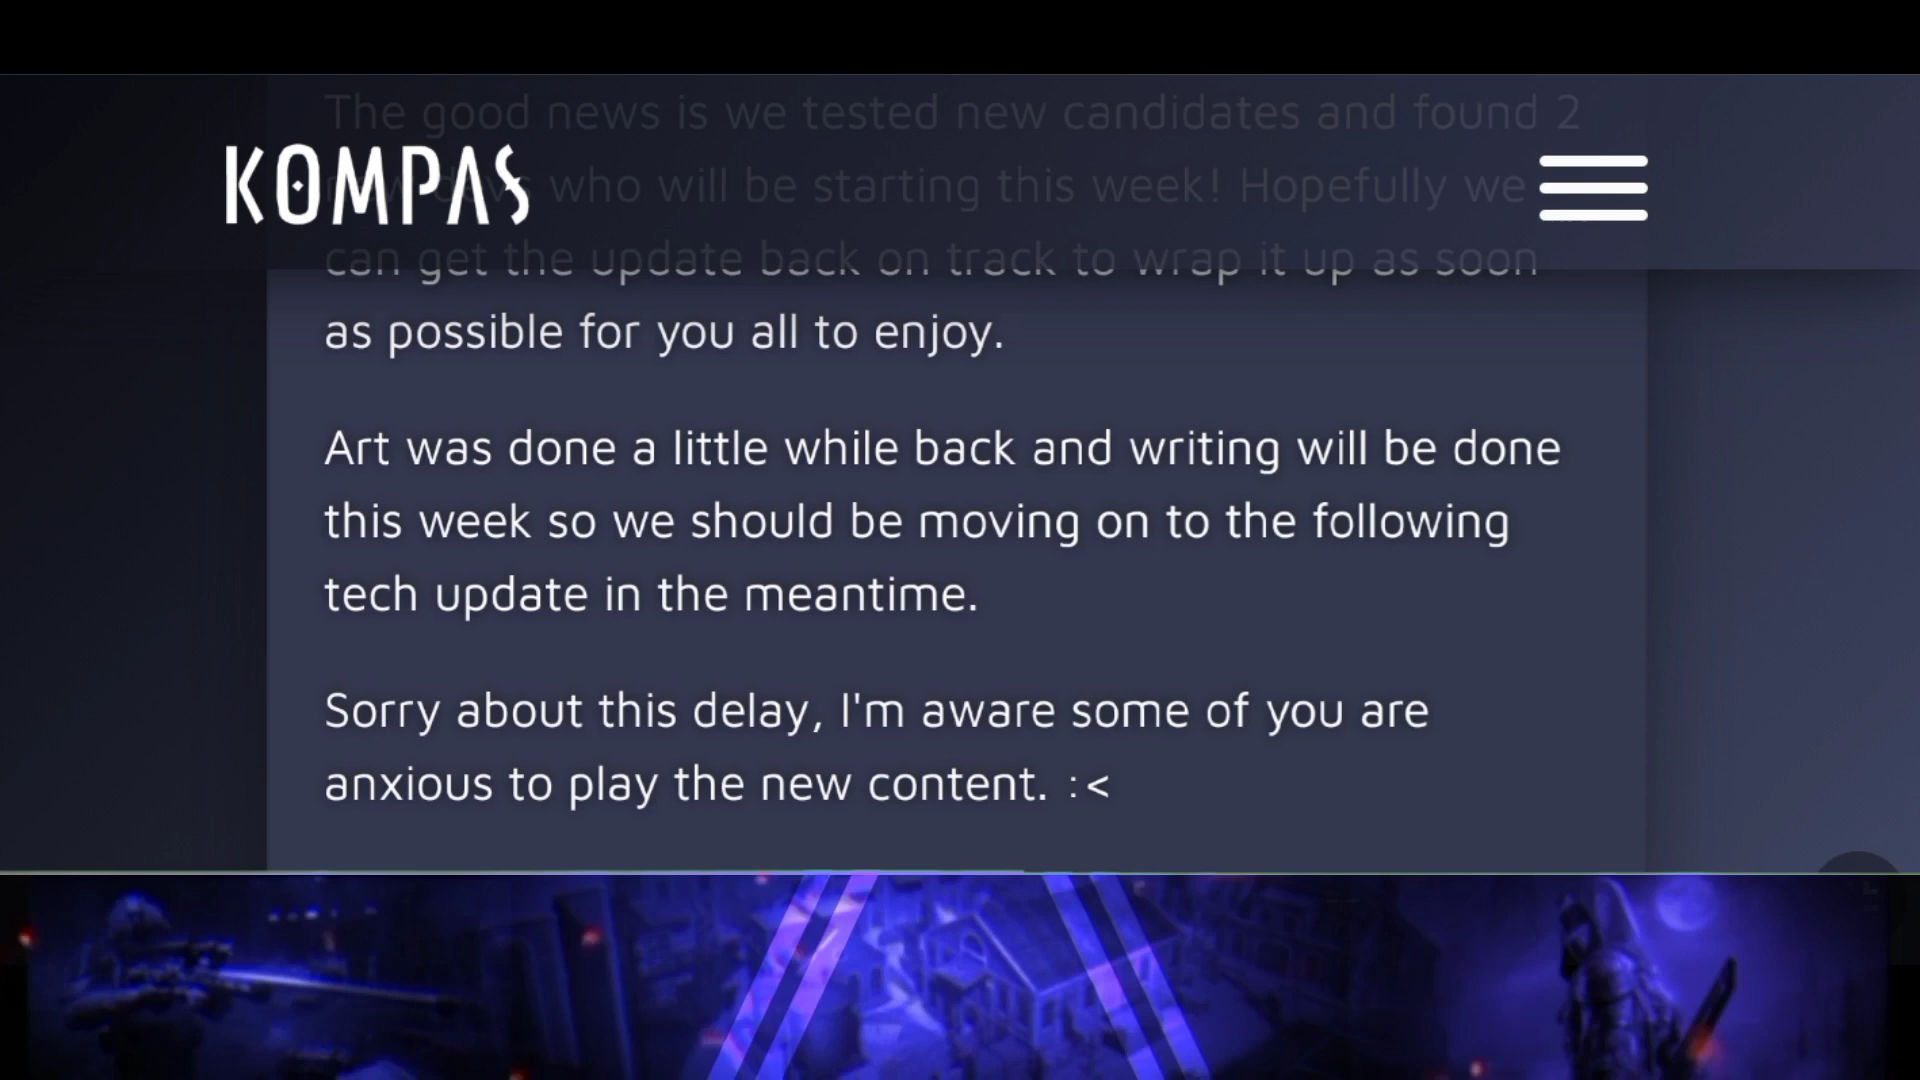 The good news is we tested new candidates and found 2
KOMPAS
new devs who will be starting this week! Hopefully we
can get the update back on track to wrap it up as soon
as possible for you all to enjoy.
Art was done a little while back and writing will be done
this week so we should be moving on to the following
tech update in the meantime.
Sorry about this delay, I'm aware some of you are
anxious to play the new content. :<